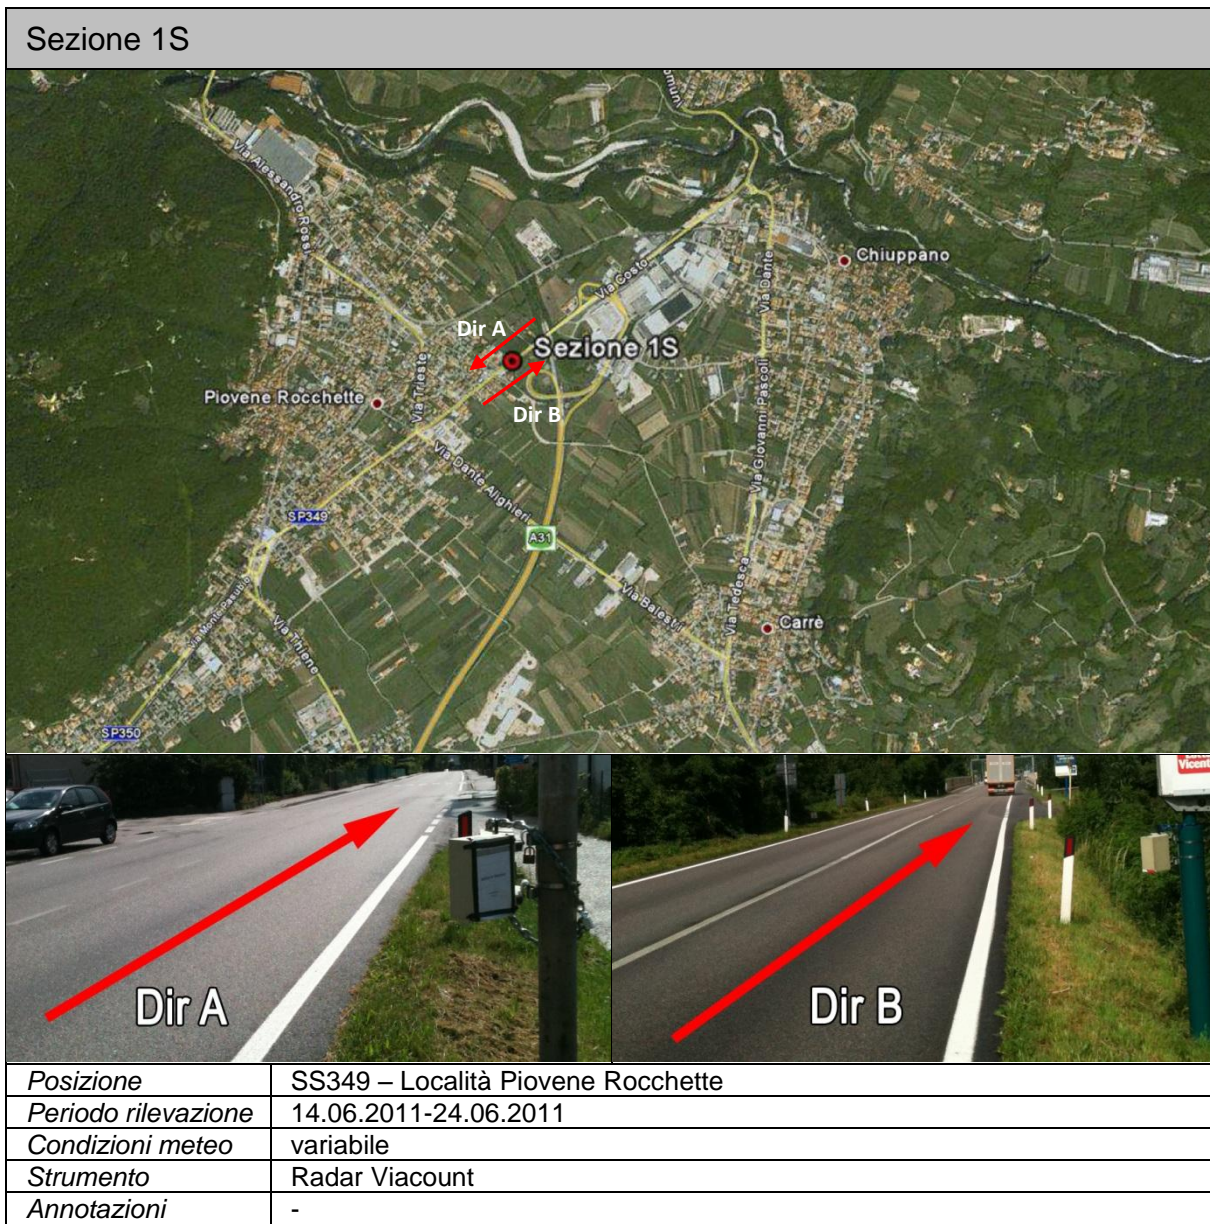 Sezione 1S
Via Alessandro Rossi
Via Costo
Via Dante
Chiuppano
Dir A
Sezione 1S
Via Trieste
Piovene Rocchette
Dir B
Via Giovanni Pascoli
Via Dante Alighieri
SP349
A31
Via Tedesca
Via Balestri
Carrè
Via Monte Pasubio
Via Thiene
SP350
Vicent
Dir A
Dir B
Posizione SS349 – Località Piovene Rocchette
Periodo rilevazione 14.06.2011-24.06.2011
Condizioni meteo variabile
Strumento Radar Viacount
Annotazioni -